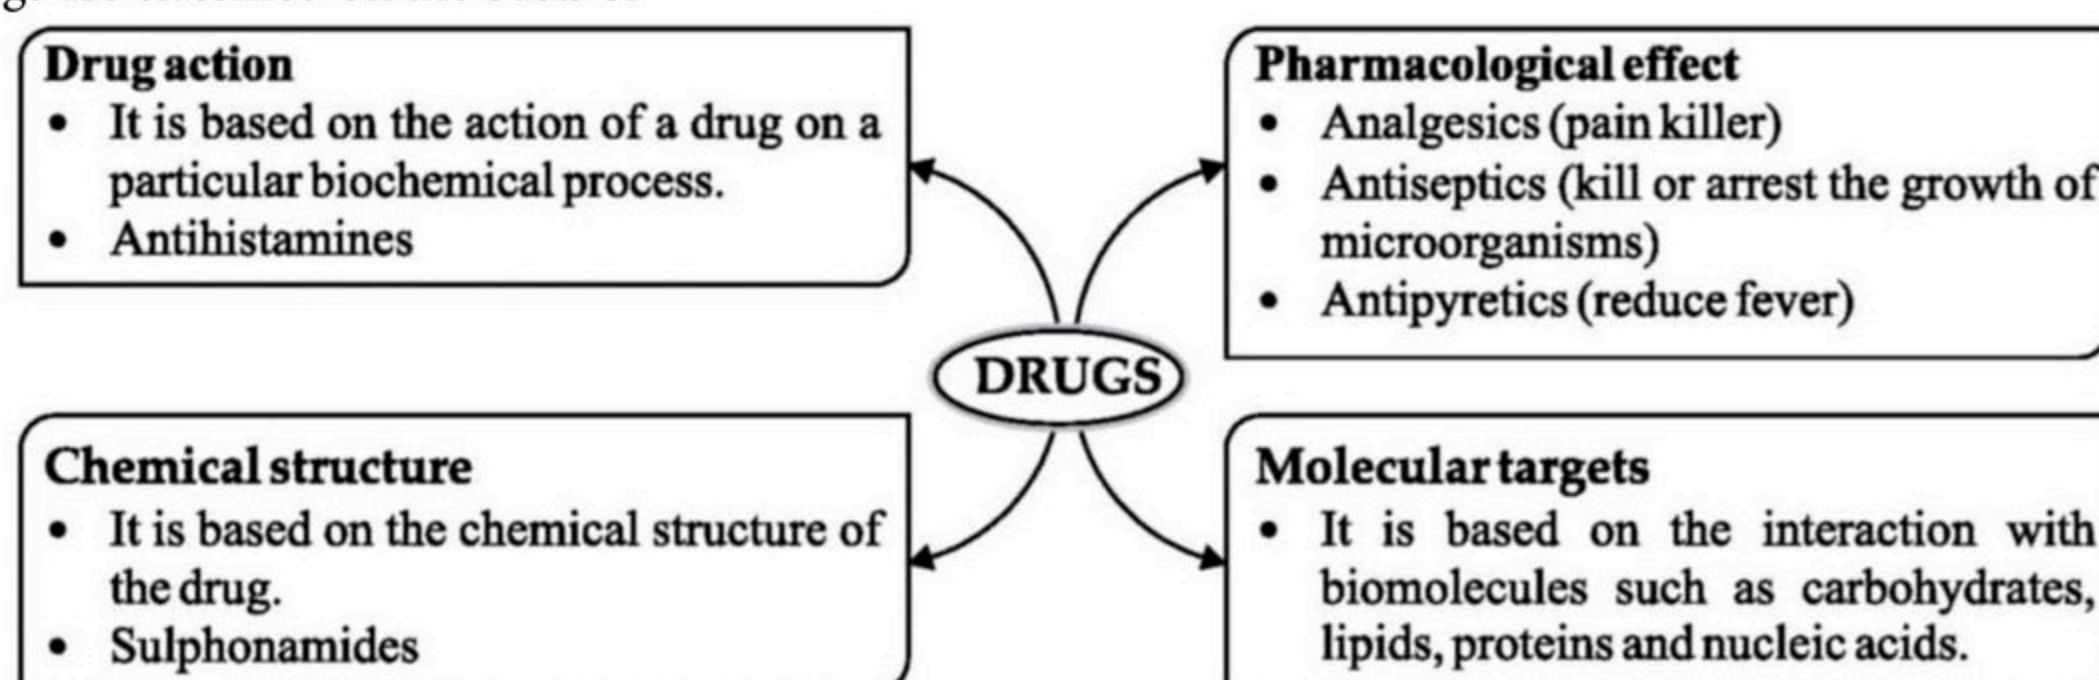 Drug action
• It is based on the action of a drug on a
particular biochemical process.
• Antihistamines
Pharmacological effect
• Analgesics (pain killer)
• Antiseptics (kill or arrest the growth of
microorganisms)
• Antipyretics (reduce fever)
DRUGS
Chemical structure
• It is based on the chemical structure of
the drug.
• Sulphonamides
Molecular targets
• It is based on the interaction with
biomolecules such as carbohydrates,
lipids, proteins and nucleic acids.